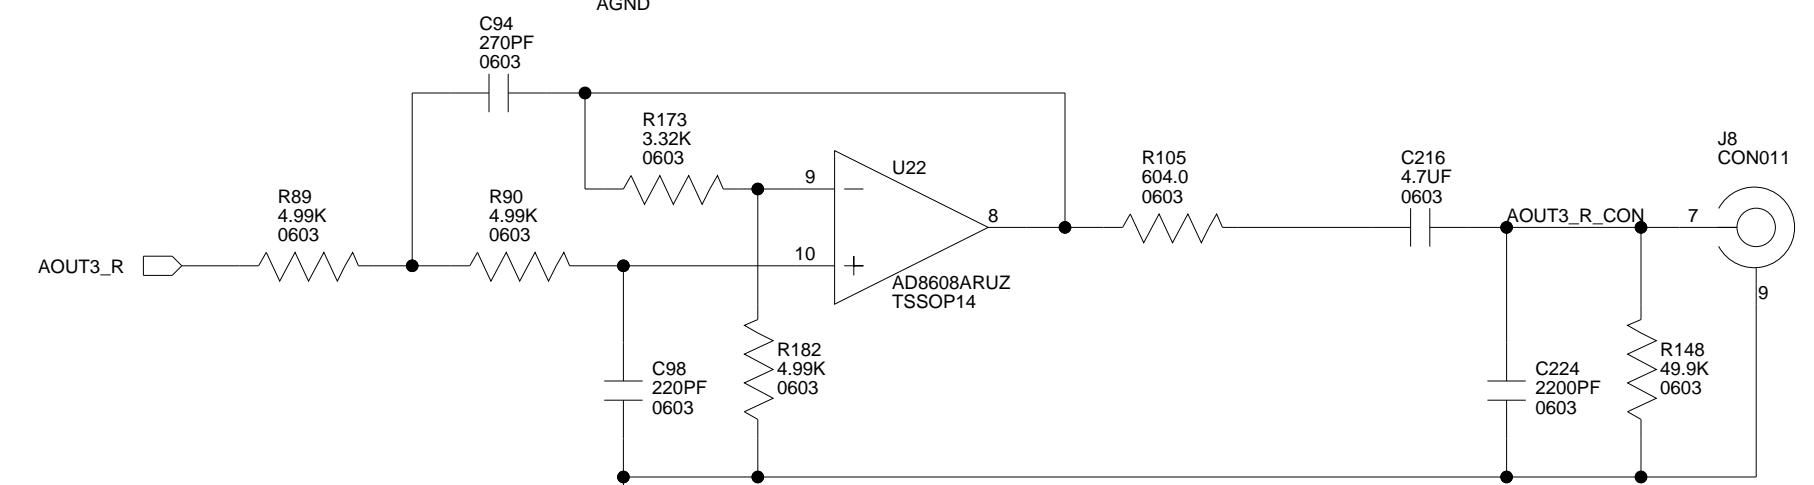 AGND
C94
270PF
0603
R173
3.32K
0603
R89
4.99K
0603
R90
4.99K
0603
AOUT3_R
9
10
8
U22
AD8608ARUZ
TSSOP14
R105
604.0
0603
C216
4.7UF
0603
AOUT3_R_CON
7
J8
CON011
9
C98
220PF
0603
R182
4.99K
0603
C224
2200PF
0603
R148
49.9K
0603